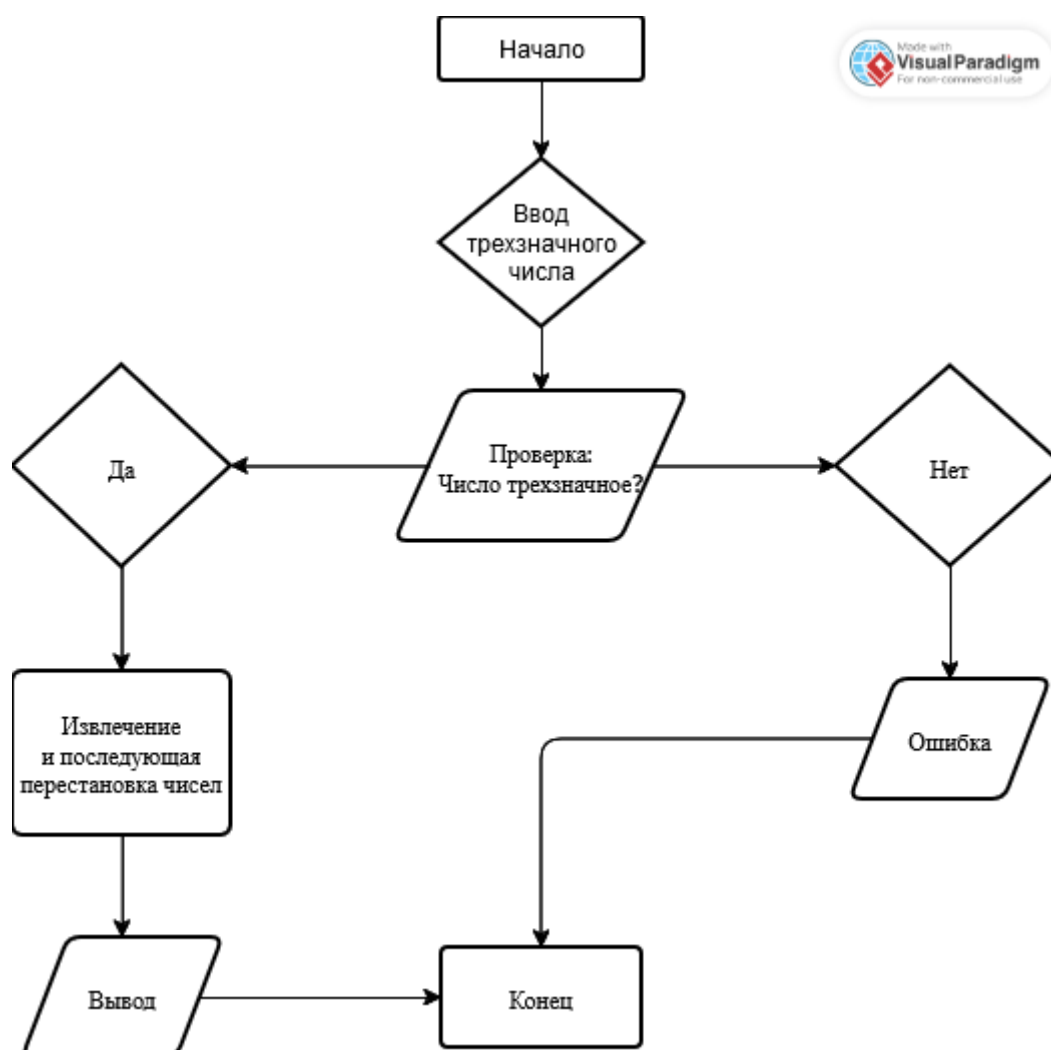 Начало
Made with
Visual Paradigm
For non-commercial use
Ввод
трехзначного
числа
Да
Проверка:
Число трехзначное?
Нет
Извлечение
и последующая
перестановка чисел
Ошибка
Вывод
Конец